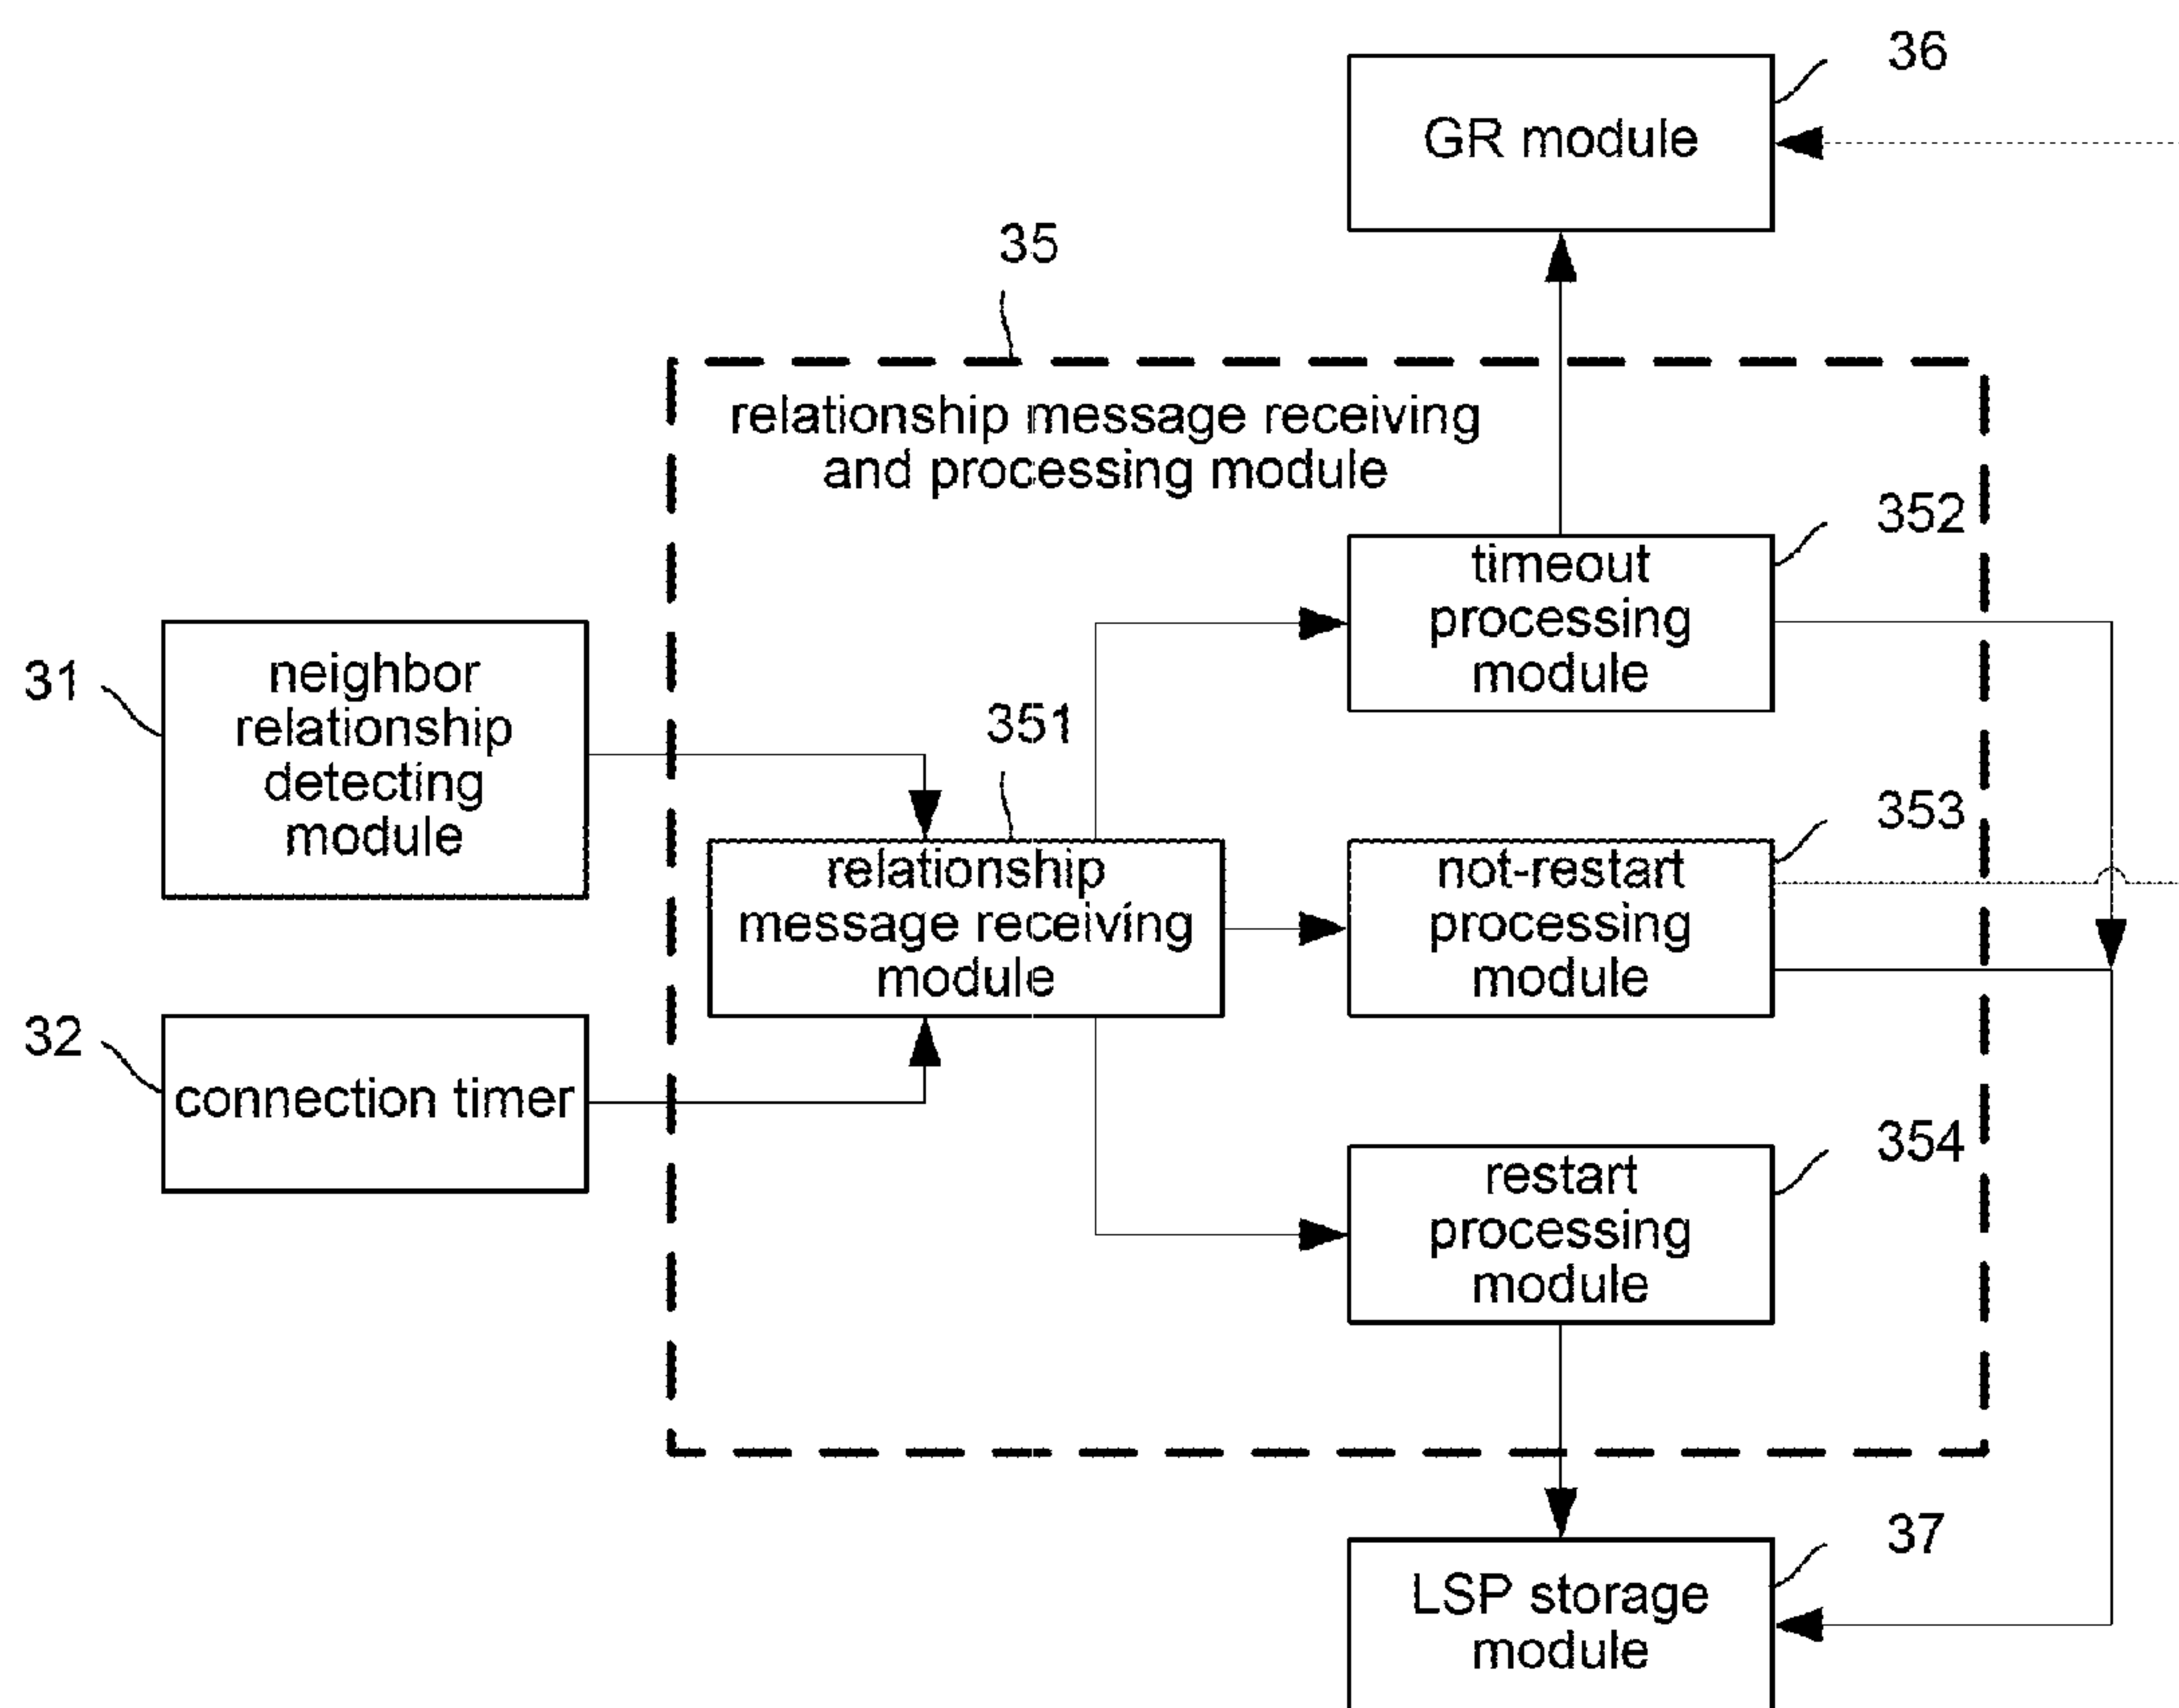 36
GR module
35
relationship message receiving
and processing module
352
timeout
processing
module
31
neighbor
relationship
detecting
module
351
relationship
message receiving
module
353
not-restart
processing
module
32
connection timer
354
restart
processing
module
37
LSP storage
module